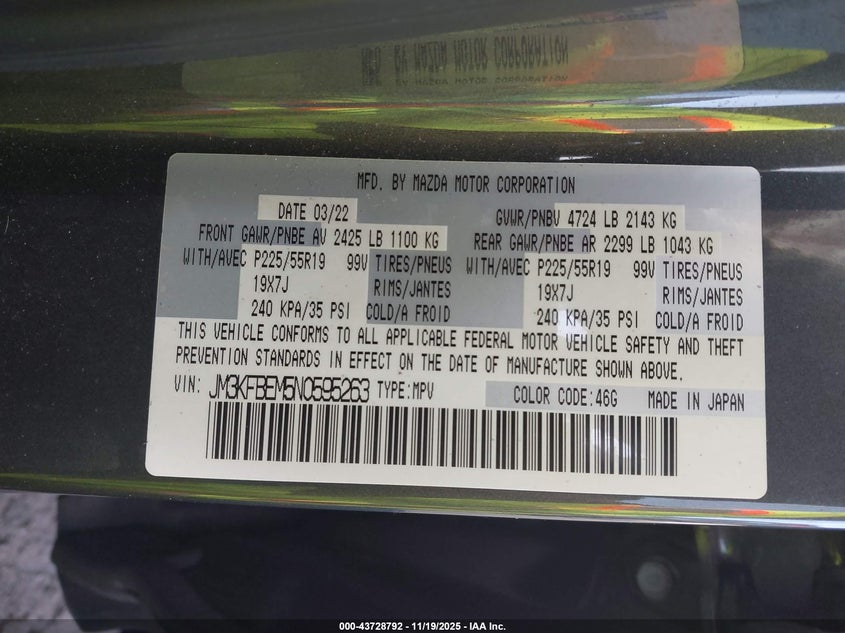 MFD. BY MAZDA MOTOR CORPORATION
MFD. BY MAZDA MOTOR CORPORATION
DATE 03/22 GVWR/PNBV 4724 LB 2143 KG
FRONT GAWR/PNBE AV 2425 LB 1100 KG REAR GAWR/PNBE AR 2299 LB 1043 KG
WITH/AVEC P225/55R19 99V TIRES/PNEUS WITH/AVEC P225/55R19 99V TIRES/PNEUS
19X7J RIMS/JANTES 19X7J RIMS/JANTES
240 KPA/35 PSI COLD/A FROID 240 KPA/35 PSI COLD/A FROID
THIS VEHICLE CONFORMS TO ALL APPLICABLE FEDERAL MOTOR VEHICLE SAFETY AND THEFT
PREVENTION STANDARDS IN EFFECT ON THE DATE OF MANUFACTURE SHOWN ABOVE.
VIN: JM3KFBEM5N0595263 TYPE:MPV COLOR CODE:46G MADE IN JAPAN
000-43728792 - 11/19/2025 - IAA Inc.